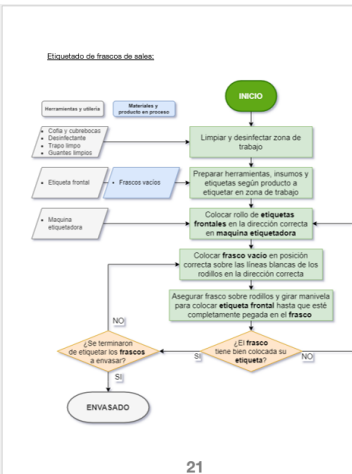 Etiquetado de frascos de sales:
INICIO
Herramientas y utilería
Materiales y
producto en proceso
• Cofia y cubrebocas
• Desinfectante
• Trapo limpo
• Guantes limpios
Limpiar y desinfectar zona de
trabajo
• Etiqueta frontal
• Frascos vacíos
Preparar herramientas, insumos y
etiquetas según producto a
etiquetar en zona de trabajo
• Maquina
etiquetadora
Colocar rollo de etiquetas
frontales en la dirección correcta
en maquina etiquetadora
Colocar frasco vacio en posición
correcta sobre las líneas blancas de los
rodillos en la dirección correcta
Asegurar frasco sobre rodillos y girar manivela
para colocar etiqueta frontal hasta que esté
completamente pegada en el frasco
NO
¿Se terminaron
de etiquetar los frascos
a envasar?
SI
¿El frasco
tiene bien colocada su
etiqueta?
NO
SI
ENVASADO
21